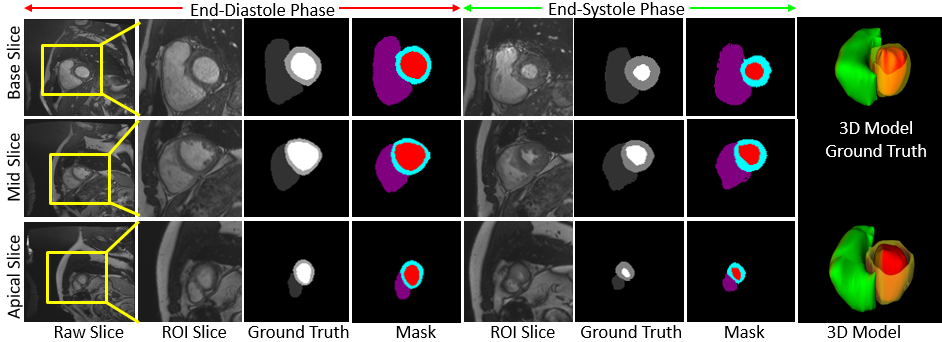 End-Diastole Phase
End-Systole Phase
Base Slice
3D Model
Ground Truth
Mid Slice
Apical Slice
Raw Slice
ROI Slice
Ground Truth
Mask
ROI Slice
Ground Truth
Mask
3D Model